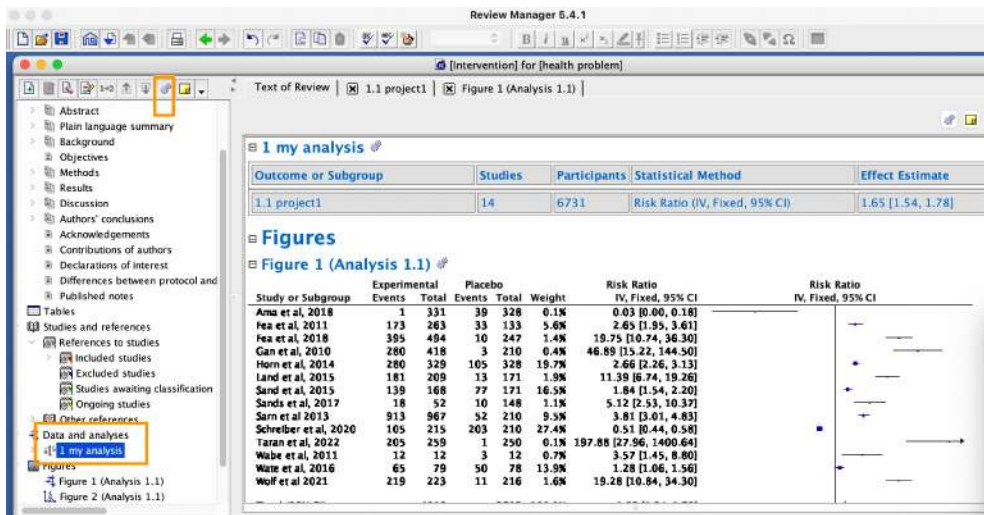 Review Manager 5.4.1
[Intervention] for [health problem]
Text of Review 1.1 project1 Figure 1 (Analysis 1.1)
Abstract
Plain language summary
Background
Objectives
Methods
Results
Discussion
Authors' conclusions
Acknowledgements
Contributions of authors
Declarations of interest
Differences between protocol and
Published notes
Tables
Studies and references
References to studies
Included studies
Excluded studies
Studies awaiting classification
Ongoing studies
Other references
Data and analyses
1 my analysis
Figures
Figure 1 (Analysis 1.1)
Figure 2 (Analysis 1.1)
1 my analysis
Outcome or Subgroup Studies Participants Statistical Method Effect Estimate
1.1 project1 14 6731 Risk Ratio (IV, Fixed, 95% CI) 1.65 [1.54, 1.78]
Figures
Figure 1 (Analysis 1.1)
Experimental Placebo Risk Ratio Risk Ratio
Study or Subgroup Events Total Events Total Weight IV, Fixed, 95% CI IV, Fixed, 95% CI
Ama et al, 2018 1 331 39 328 0.1% 0.03 [0.00, 0.18]
Fea et al, 2011 173 263 33 133 5.6% 2.65 [1.95, 3.61]
Fea et al, 2018 395 494 10 247 1.4% 19.75 [10.74, 36.30]
Gan et al, 2010 280 418 3 210 0.4% 46.89 [15.22, 144.50]
Horn et al, 2014 280 329 105 328 19.7% 2.66 [2.26, 3.13]
Land et al, 2015 181 209 13 171 1.9% 11.39 [6.74, 19.26]
Sand et al, 2015 139 168 77 171 16.5% 1.84 [1.54, 2.20]
Sands et al, 2017 18 52 10 148 1.1% 5.12 [2.53, 10.37]
Sarn et al 2013 913 967 52 210 9.5% 3.81 [3.01, 4.83]
Schreiber et al, 2020 105 215 203 210 27.4% 0.51 [0.44, 0.58]
Taran et al, 2022 205 259 1 250 0.1% 197.88 [27.96, 1400.64]
Wabe et al, 2011 12 12 3 12 0.7% 3.57 [1.45, 8.80]
Wate et al, 2016 65 79 50 78 13.9% 1.28 [1.06, 1.56]
Wolf et al 2021 219 223 11 216 1.6% 19.28 [10.84, 34.30]